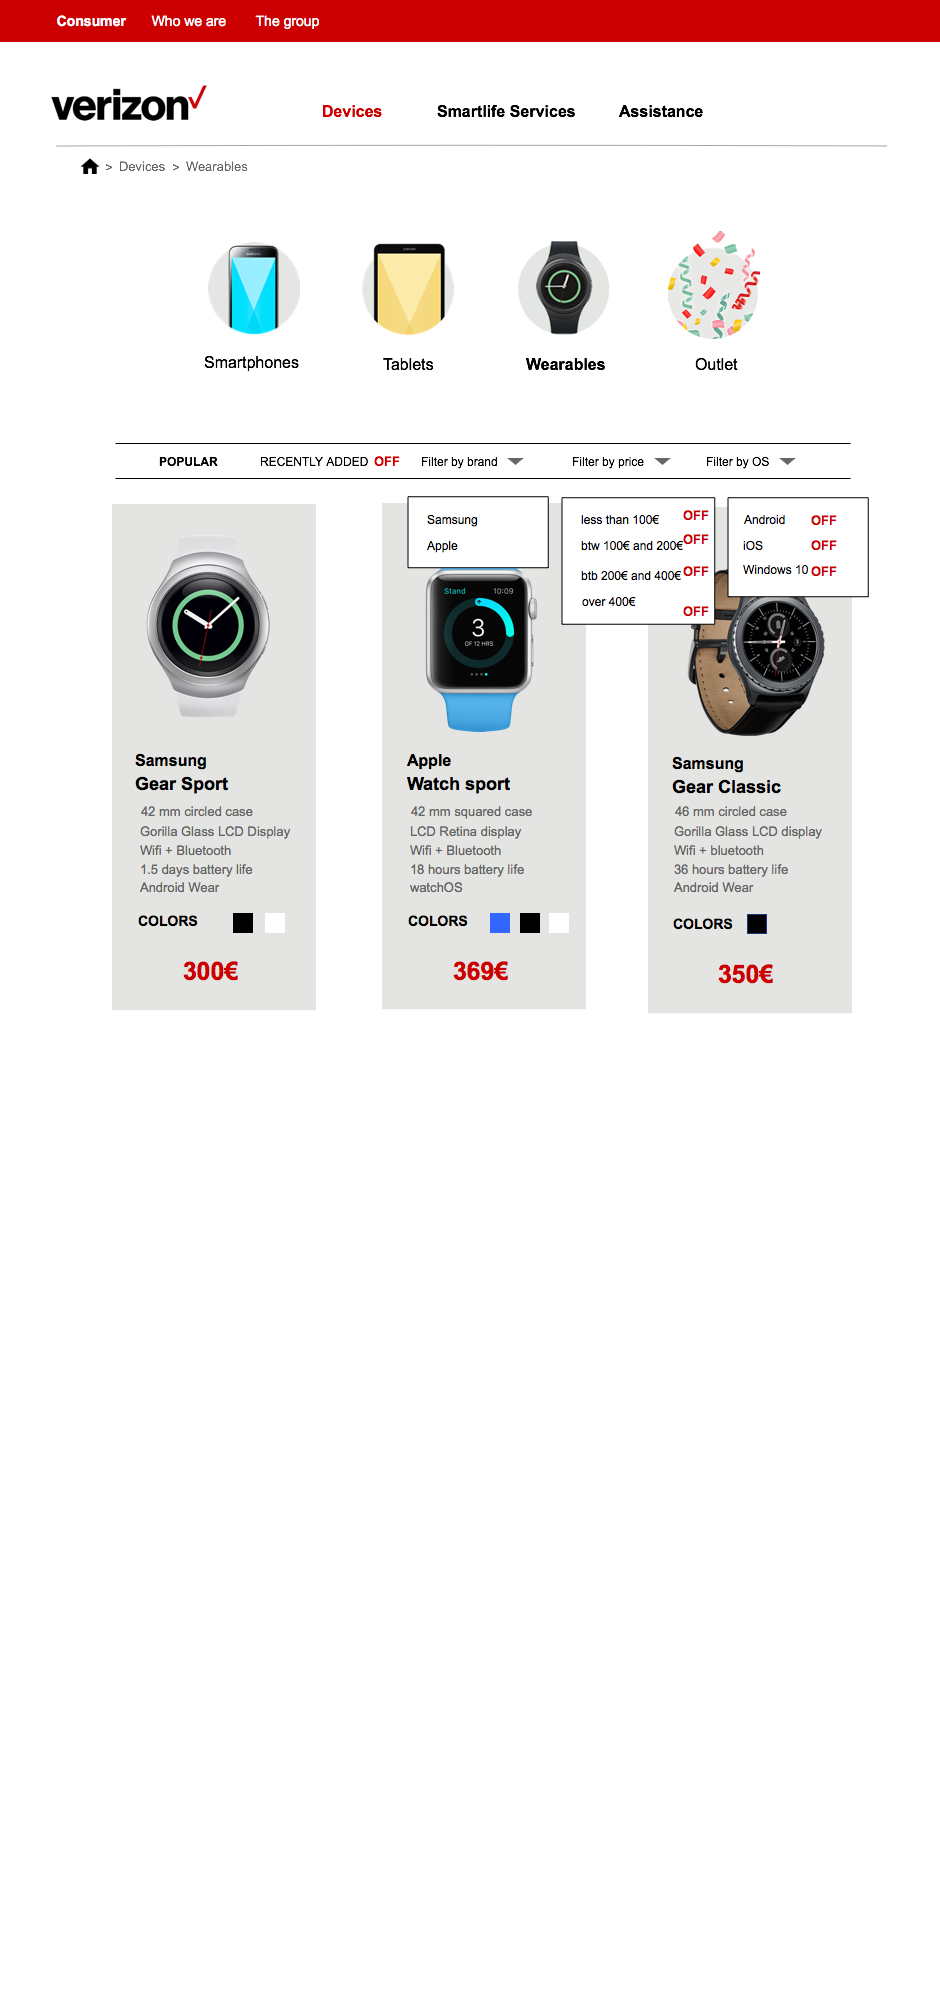 Consumer Who we are The group
verizon
Devices Smartlife Services Assistance
> Devices > Wearables
Smartphones Tablets Wearables Outlet
POPULAR RECENTLY ADDED OFF Filter by brand Filter by price Filter by OS
Samsung
Apple
less than 100€ OFF
btw 100€ and 200€ OFF
btb 200€ and 400€ OFF
over 400€ OFF
Android OFF
iOS OFF
Windows 10 OFF
Stand 10:09
3
OF 12 HRS
Samsung
Gear Sport
42 mm circled case
Gorilla Glass LCD Display
Wifi + Bluetooth
1.5 days battery life
Android Wear
COLORS
300€
Apple
Watch sport
42 mm squared case
LCD Retina display
Wifi + Bluetooth
18 hours battery life
watchOS
COLORS
369€
Samsung
Gear Classic
46 mm circled case
Gorilla Glass LCD display
Wifi + bluetooth
36 hours battery life
Android Wear
COLORS
350€